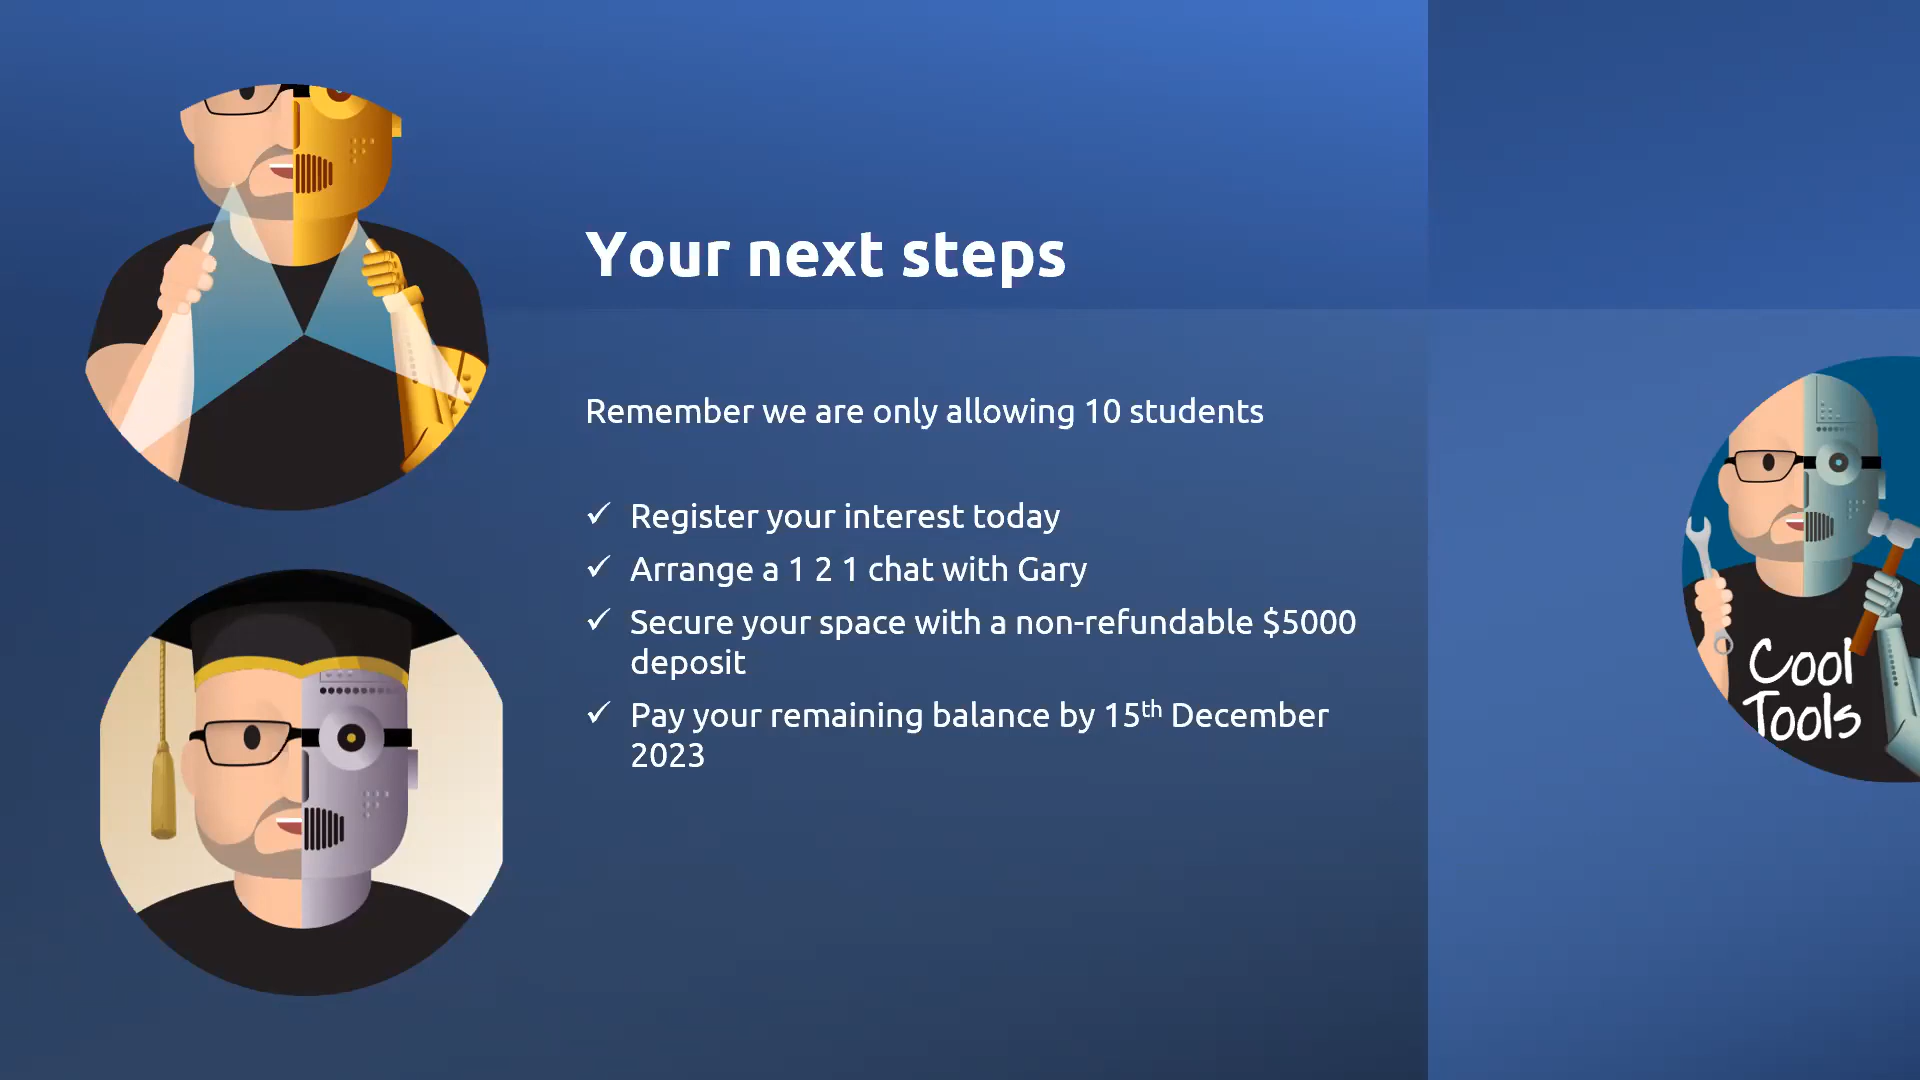 Your next steps
Remember we are only allowing 10 students
✓ Register your interest today
✓ Arrange a 1 2 1 chat with Gary
✓ Secure your space with a non-refundable $5000
deposit
✓ Pay your remaining balance by 15th December
2023
Cool
Tools